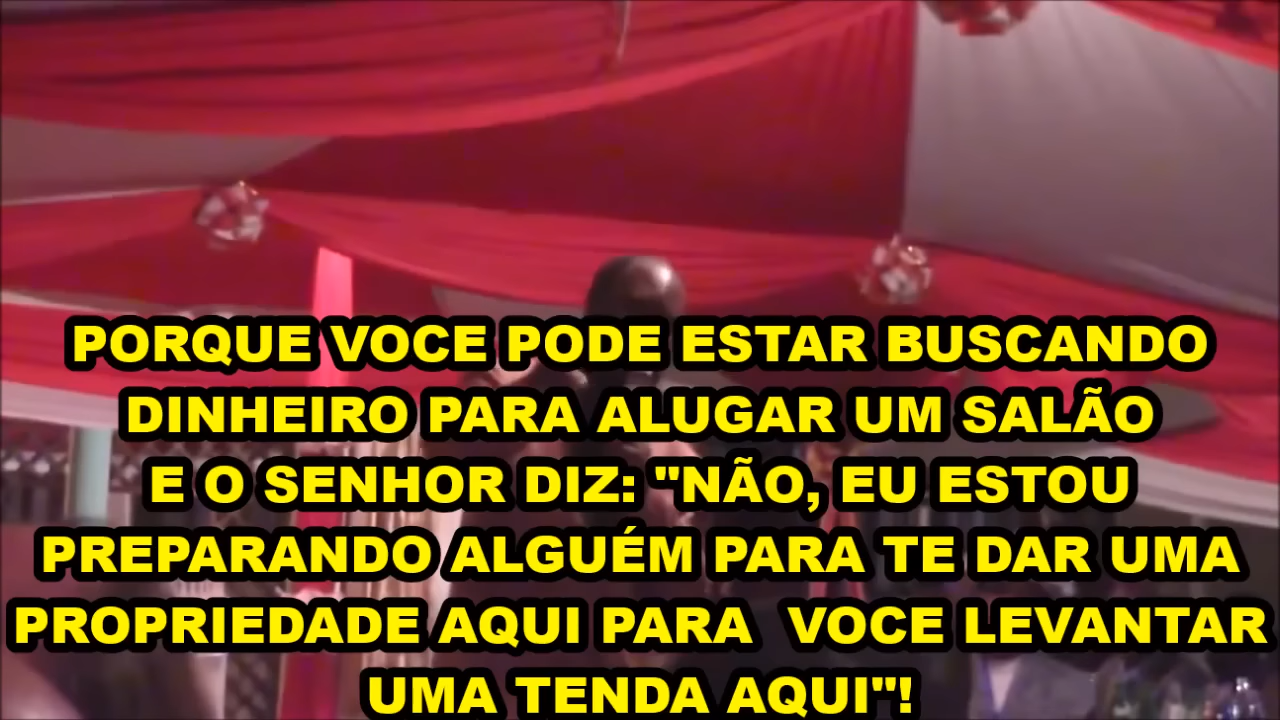 PORQUE VOCE PODE ESTAR BUSCANDO
DINHEIRO PARA ALUGAR UM SALÃO
E O SENHOR DIZ: "NÃO, EU ESTOU
PREPARANDO ALGUÉM PARA TE DAR UMA
PROPRIEDADE AQUI PARA  VOCE LEVANTAR
UMA TENDA AQUI"!